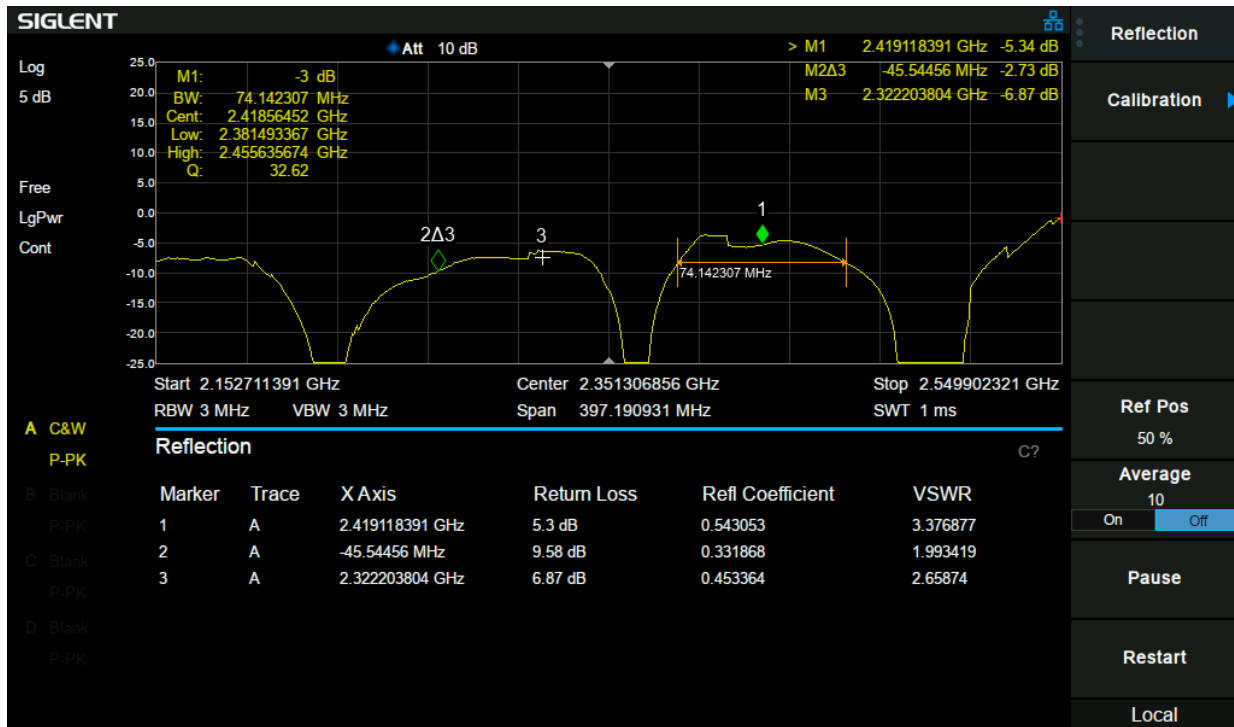 SIGLENT
Att 10 dB
> M1 2.419118391 GHz -5.34 dB
M2Δ3 -45.54456 MHz -2.73 dB
M3 2.322203804 GHz -6.87 dB
Log
5 dB
Free
LgPwr
Cont
25.0
20.0
15.0
10.0
5.0
0.0
-5.0
-10.0
-15.0
-20.0
-25.0
M1: -3 dB
BW: 74.142307 MHz
Cent: 2.41856452 GHz
Low: 2.381493367 GHz
High: 2.455635674 GHz
Q: 32.62
2Δ3
3
1
74.142307 MHz
Start 2.152711391 GHz Center 2.351306856 GHz Stop 2.549902321 GHz
RBW 3 MHz VBW 3 MHz Span 397.190931 MHz SWT 1 ms
A C&W
P-PK
B Blank
P-PK
C Blank
P-PK
D Blank
P-PK
Reflection
C?
Marker Trace X Axis Return Loss Refl Coefficient VSWR
1 A 2.419118391 GHz 5.3 dB 0.543053 3.376877
2 A -45.54456 MHz 9.58 dB 0.331868 1.993419
3 A 2.322203804 GHz 6.87 dB 0.453364 2.65874
Reflection
Calibration
Ref Pos
50 %
Average
10
On Off
Pause
Restart
Local